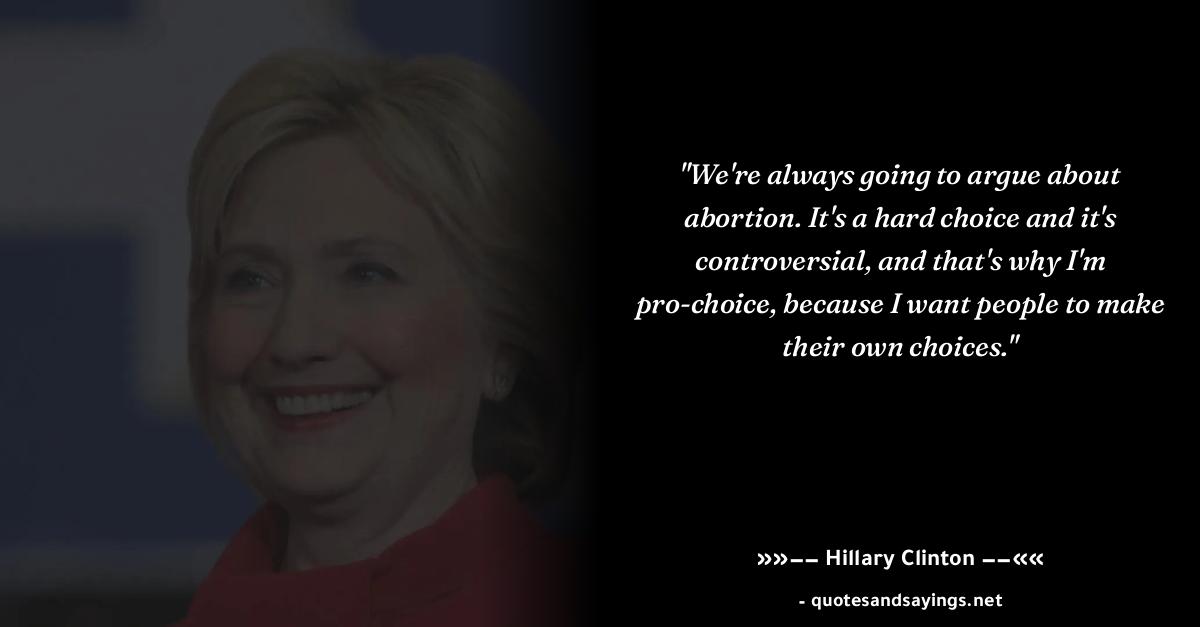 "We're always going to argue about
abortion. It's a hard choice and it's
controversial, and that's why I'm
pro-choice, because I want people to make
their own choices."
»»–– Hillary Clinton ––««
- quotesandsayings.net